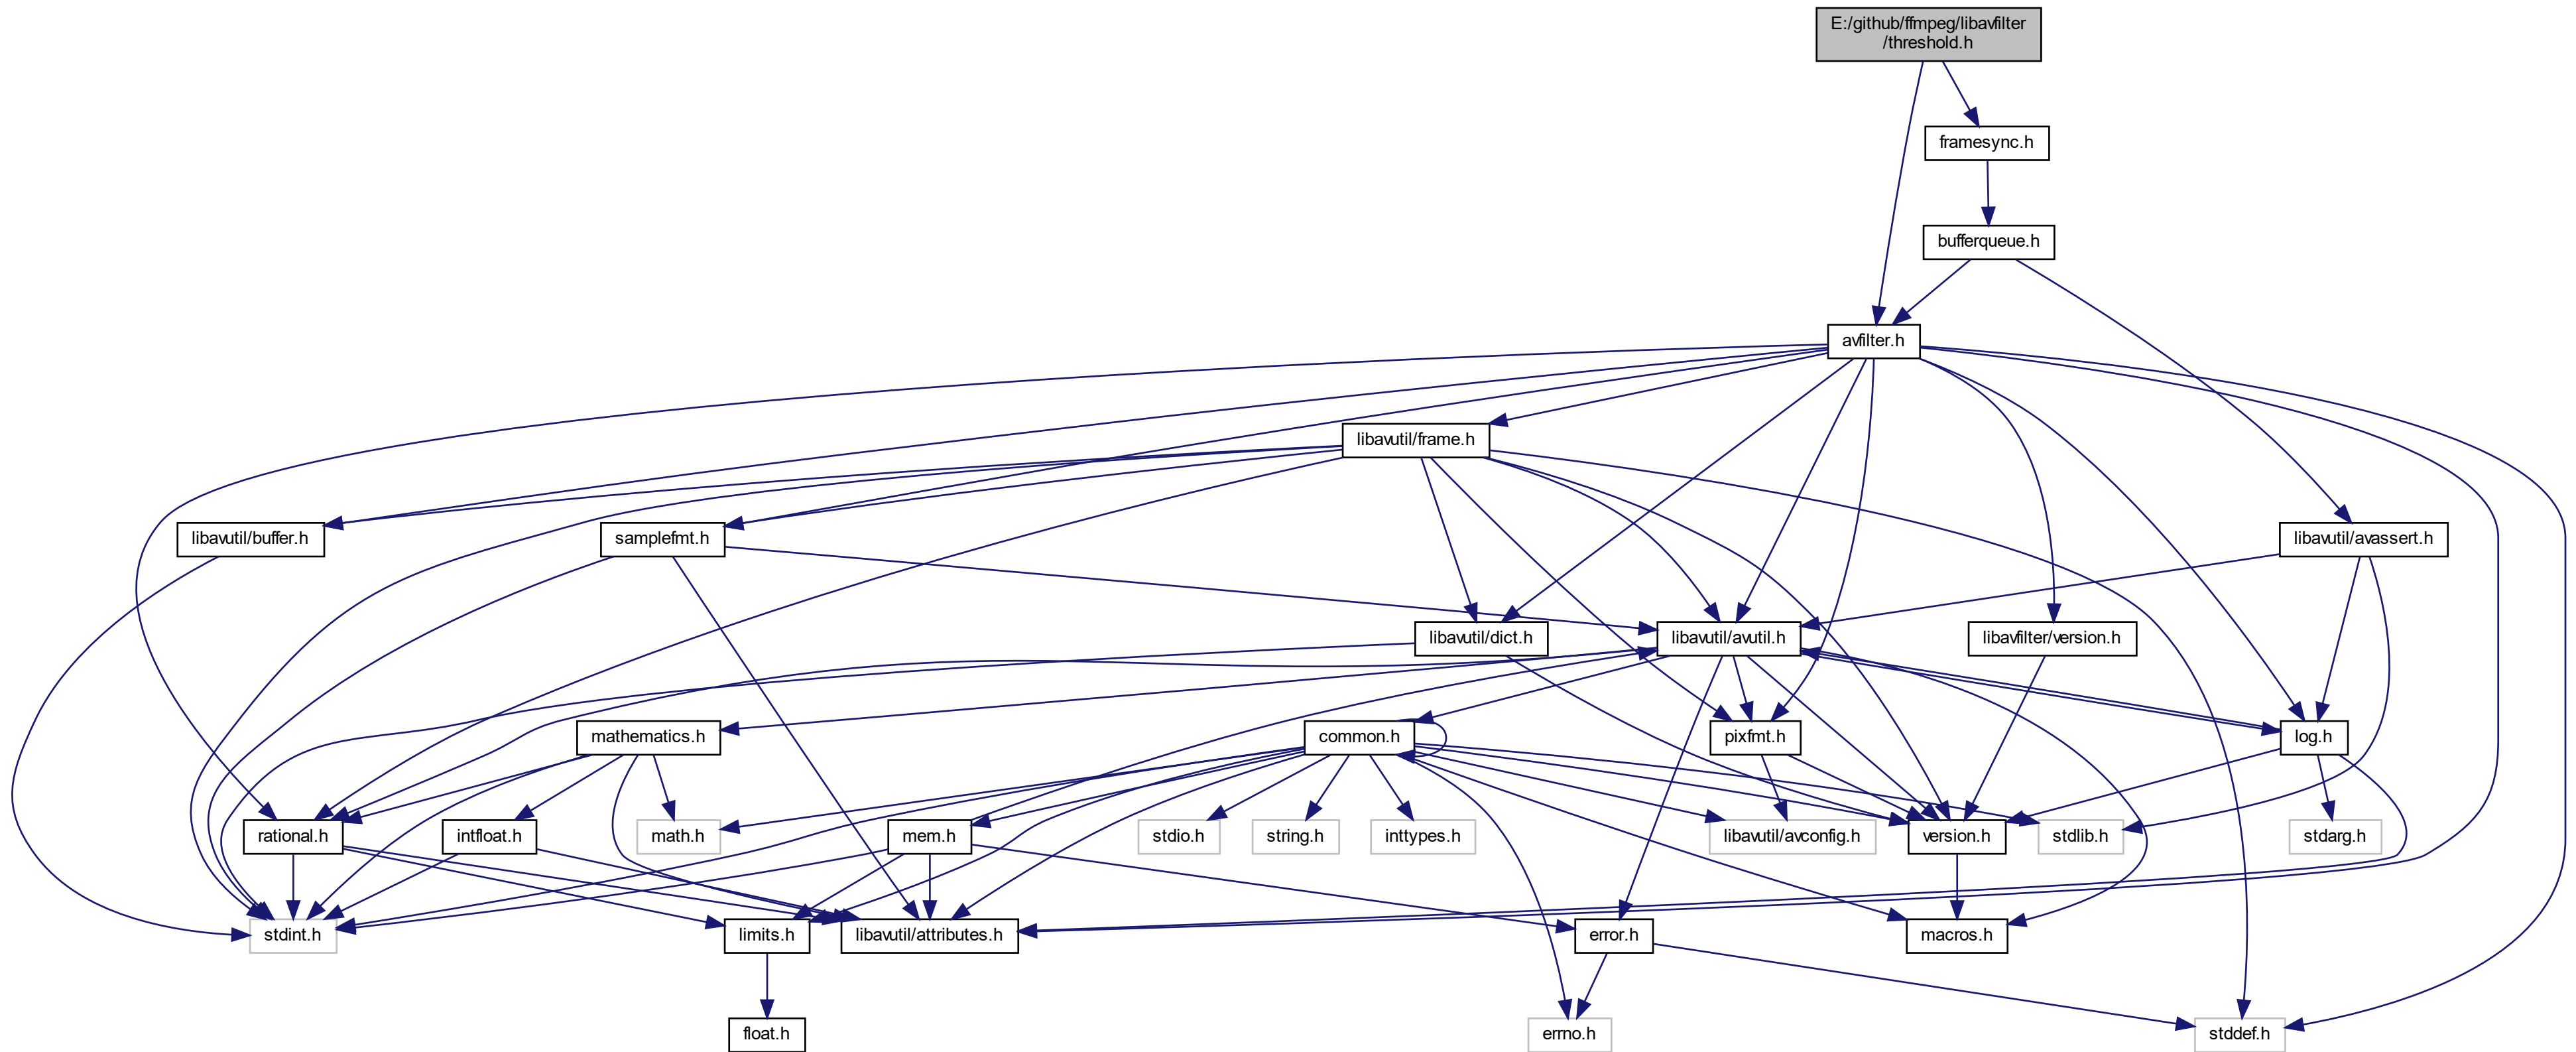 E:/github/ffmpeg/libavfilter
/threshold.h
framesync.h
bufferqueue.h
avfilter.h
libavutil/frame.h
libavutil/buffer.h
samplefmt.h
libavutil/avassert.h
libavutil/dict.h
libavutil/avutil.h
libavfilter/version.h
mathematics.h
common.h
pixfmt.h
log.h
rational.h
intfloat.h
math.h
mem.h
stdio.h
string.h
inttypes.h
libavutil/avconfig.h
version.h
stdlib.h
stdarg.h
stdint.h
limits.h
libavutil/attributes.h
error.h
macros.h
float.h
errno.h
stddef.h